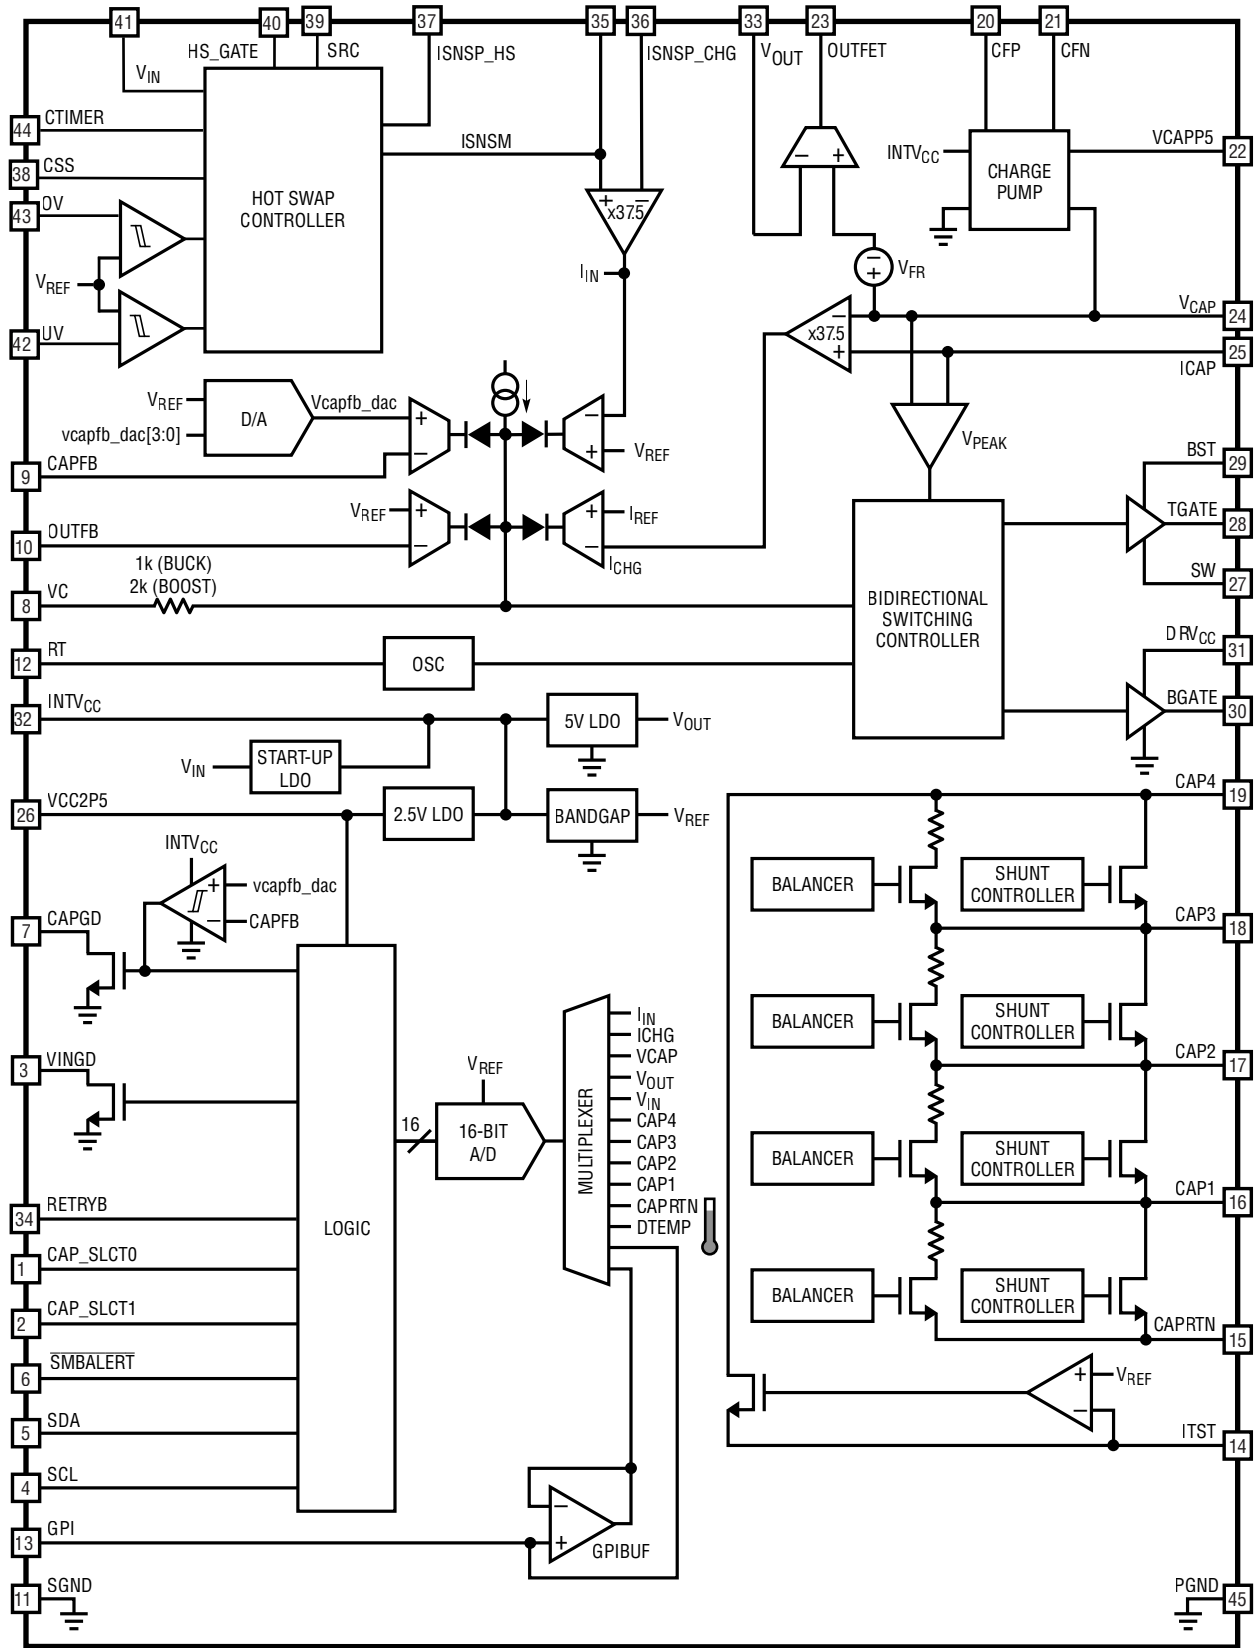 41
40
39
37
35
36
33
23
20
21
HS_GATE
SRC
ISNSP_HS
ISNSP_CHG
VOUT
OUTFET
CFP
CFN
VIN
44
CTIMER
38
CSS
43
OV
VREF
42
UV
HOT SWAP
CONTROLLER
ISNSM
+
−
x37.5
IIN
−
+
INTVCC
CHARGE
PUMP
VCAPP5
22
−
+
VFR
VCAP
24
−
x37.5
+
ICAP
25
VREF
vcapfb_dac[3:0]
D/A
Vcapfb_dac
+
−
−
+
VREF
VPEAK
9
CAPFB
BST
29
VREF
+
−
+
−
IREF
ICHG
TGATE
28
10
OUTFB
1k (BUCK)
2k (BOOST)
SW
27
8
VC
BIDIRECTIONAL
SWITCHING
CONTROLLER
DRVCC
31
12
RT
OSC
BGATE
30
32
INTVCC
5V LDO
VOUT
VIN
START-UP
LDO
26
VCC2P5
2.5V LDO
BANDGAP
VREF
CAP4
19
INTVCC
+
−
vcapfb_dac
CAPFB
BALANCER
SHUNT
CONTROLLER
7
CAPGD
CAP3
18
BALANCER
SHUNT
CONTROLLER
3
VINGD
CAP2
17
VREF
16
16-BIT
A/D
MULTIPLEXER
IIN
ICHG
VCAP
VOUT
VIN
CAP4
CAP3
CAP2
CAP1
CAPRTN
DTEMP
BALANCER
SHUNT
CONTROLLER
CAP1
16
34
RETRYB
LOGIC
1
CAP_SLCT0
BALANCER
SHUNT
CONTROLLER
2
CAP_SLCT1
CAPRTN
15
6
SMBALERT
+
−
VREF
5
SDA
ITST
14
4
SCL
−
+
GPIBUF
13
GPI
11
SGND
PGND
45